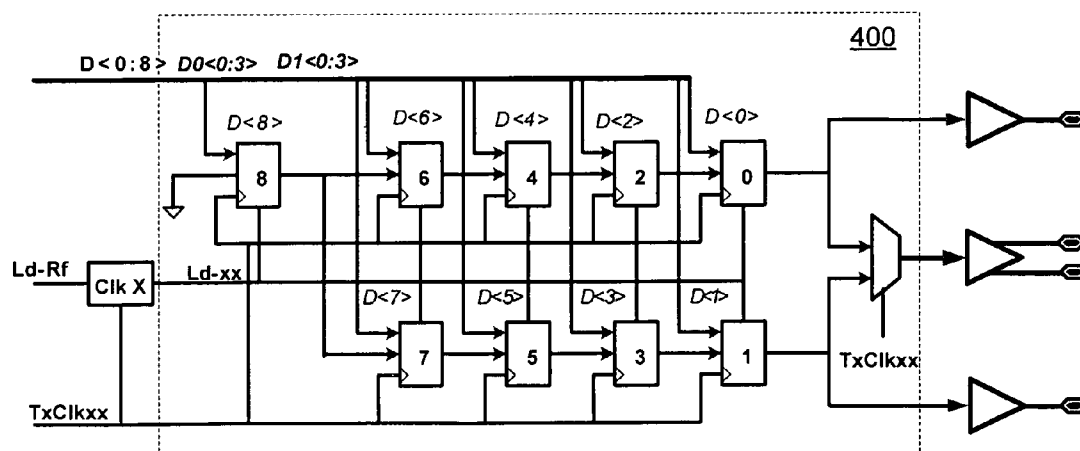 400
D<0:8> D0<0:3> D1<0:3>
D<8> D<6> D<4> D<2> D<0>
8 6 4 2 0
Ld-Rf Clk X Ld-xx
D<7> D<5> D<3> D<1>
7 5 3 1
TxClkxx
TxClkxx